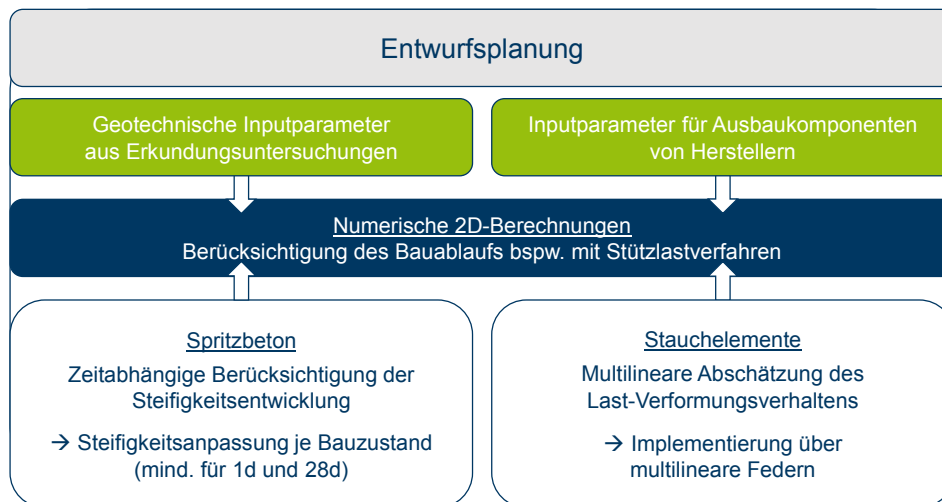 Entwurfsplanung
Geotechnische Inputparameter
aus Erkundungsuntersuchungen
Inputparameter für Ausbaukomponenten
von Herstellern
Numerische 2D-Berechnungen
Berücksichtigung des Bauablaufs bspw. mit Stützlastverfahren
Spritzbeton
Zeitabhängige Berücksichtigung der
Steifigkeitsentwicklung
→ Steifigkeitsanpassung je Bauzustand
(mind. für 1d und 28d)
Stauchelemente
Multilineare Abschätzung des
Last-Verformungsverhaltens
→ Implementierung über
multilineare Federn